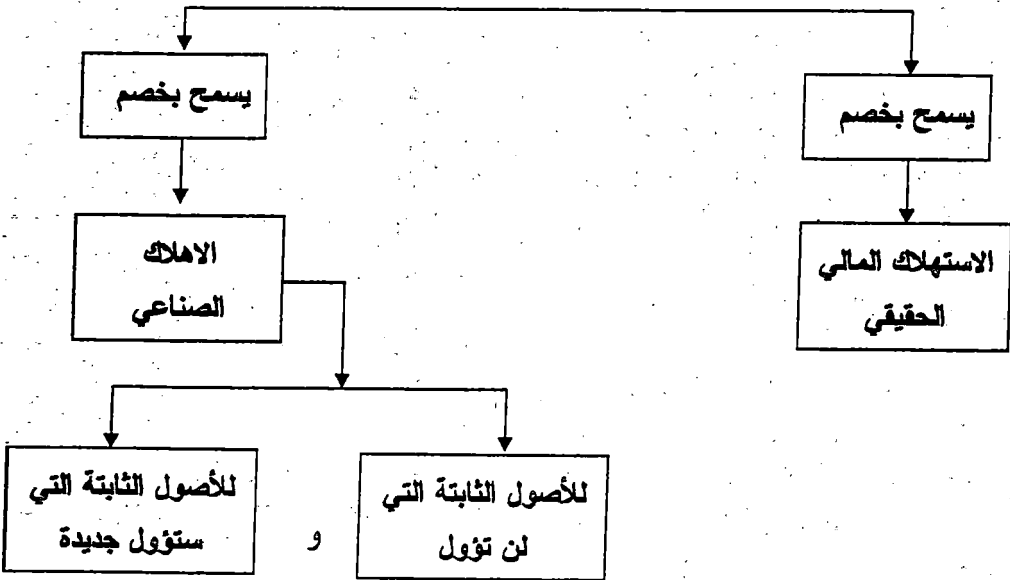 يسمح بخصم
الاستهلاك المالي
الحقيقي
يسمح بخصم
الاهلاك
الصناعي
للأصول الثابتة التي
لن تؤول
و
للأصول الثابتة التي
ستؤول جديدة